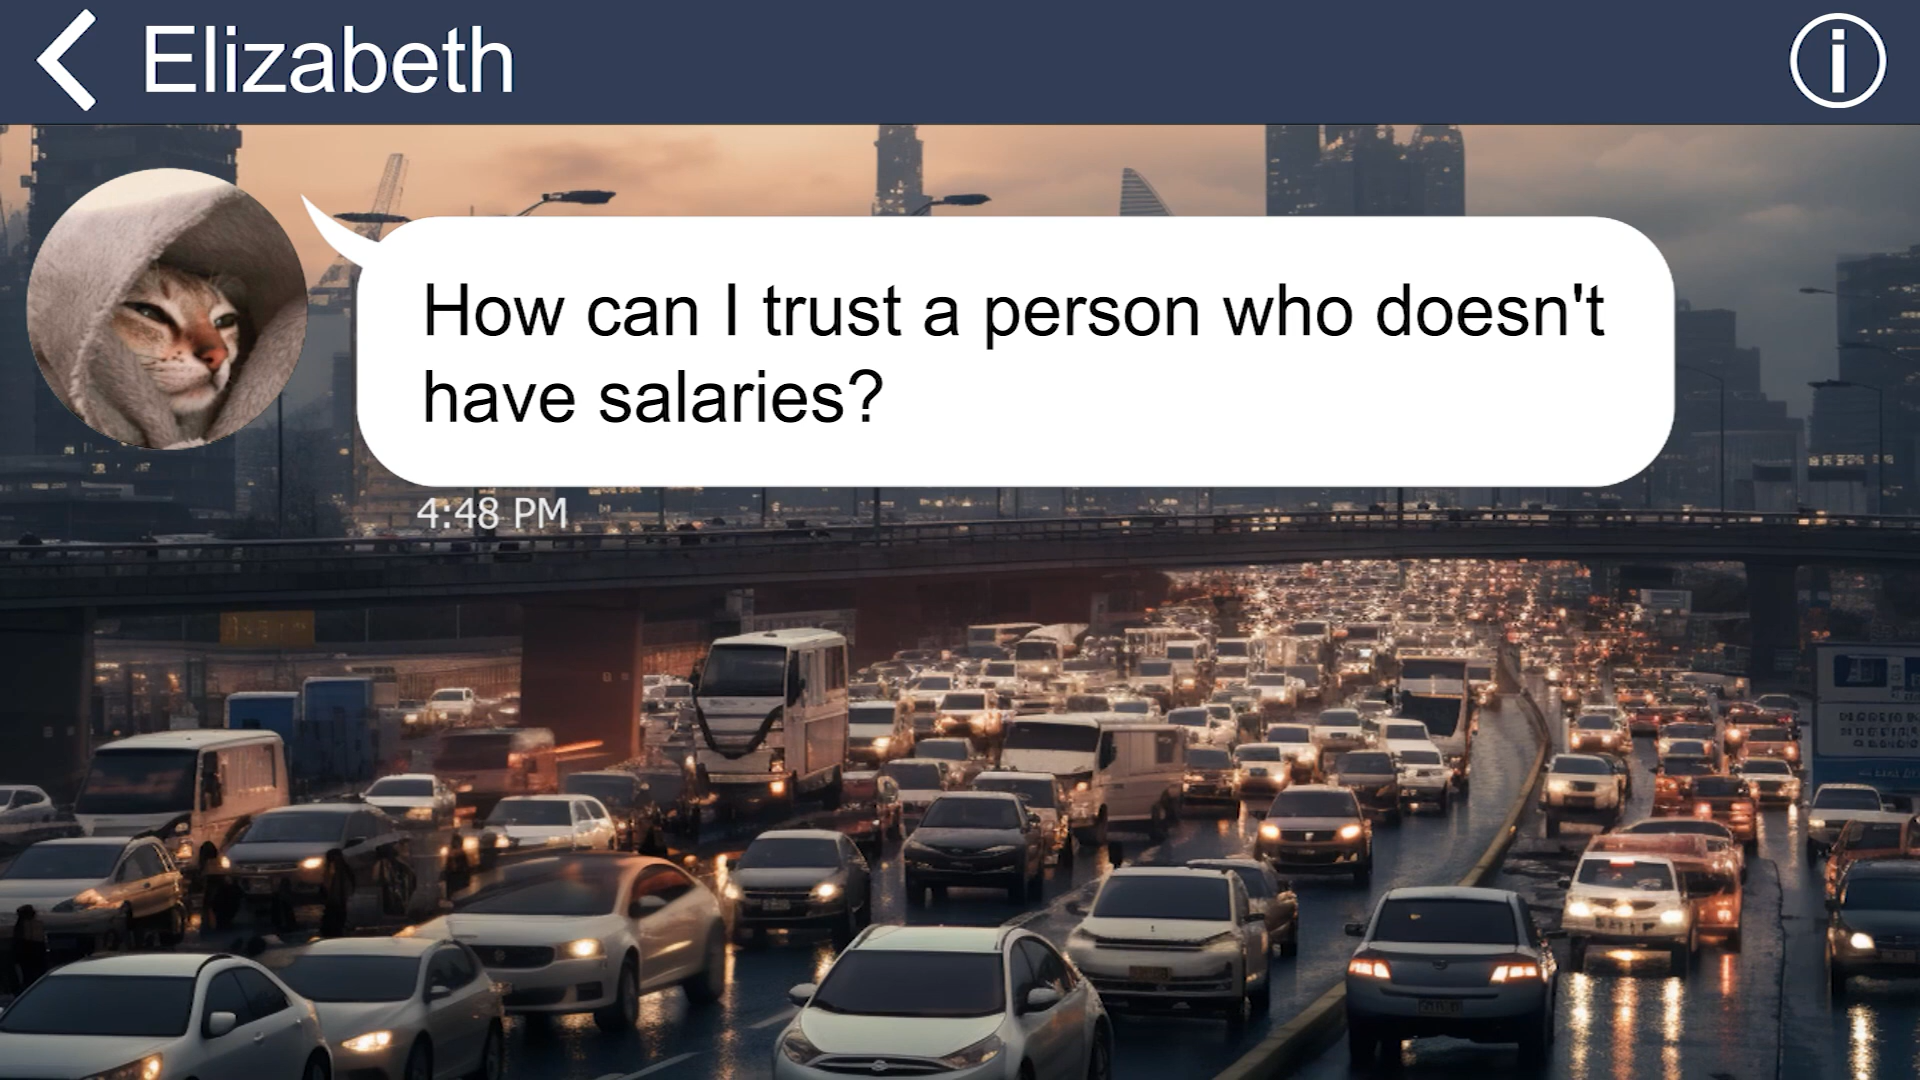 Elizabeth
How can I trust a person who doesn't
have salaries?
4:48 PM